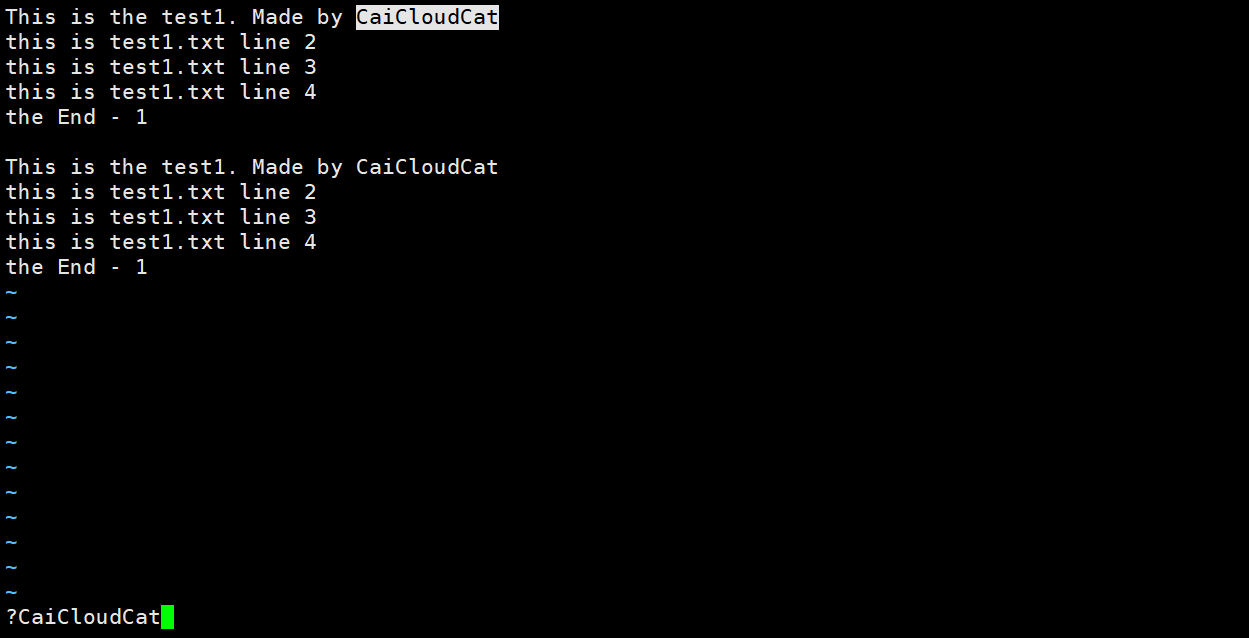 This is the test1. Made by CaiCloudCat
this is test1.txt line 2
this is test1.txt line 3
this is test1.txt line 4
the End - 1

This is the test1. Made by CaiCloudCat
this is test1.txt line 2
this is test1.txt line 3
this is test1.txt line 4
the End - 1
~
~
~
~
~
~
~
~
~
~
~
~
~
?CaiCloudCat